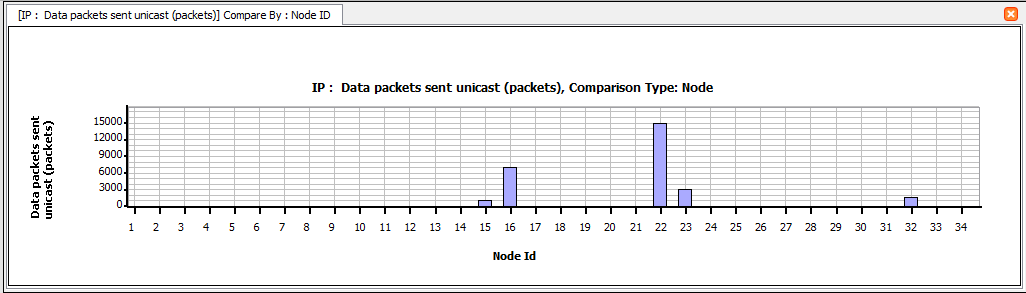 [IP :  Data packets sent unicast (packets)] Compare By : Node ID
IP :  Data packets sent unicast (packets), Comparison Type: Node
Data packets sent
unicast (packets)
15000
12000
9000
6000
3000
0
1 2 3 4 5 6 7 8 9 10 11 12 13 14 15 16 17 18 19 20 21 22 23 24 25 26 27 28 29 30 31 32 33 34
Node Id